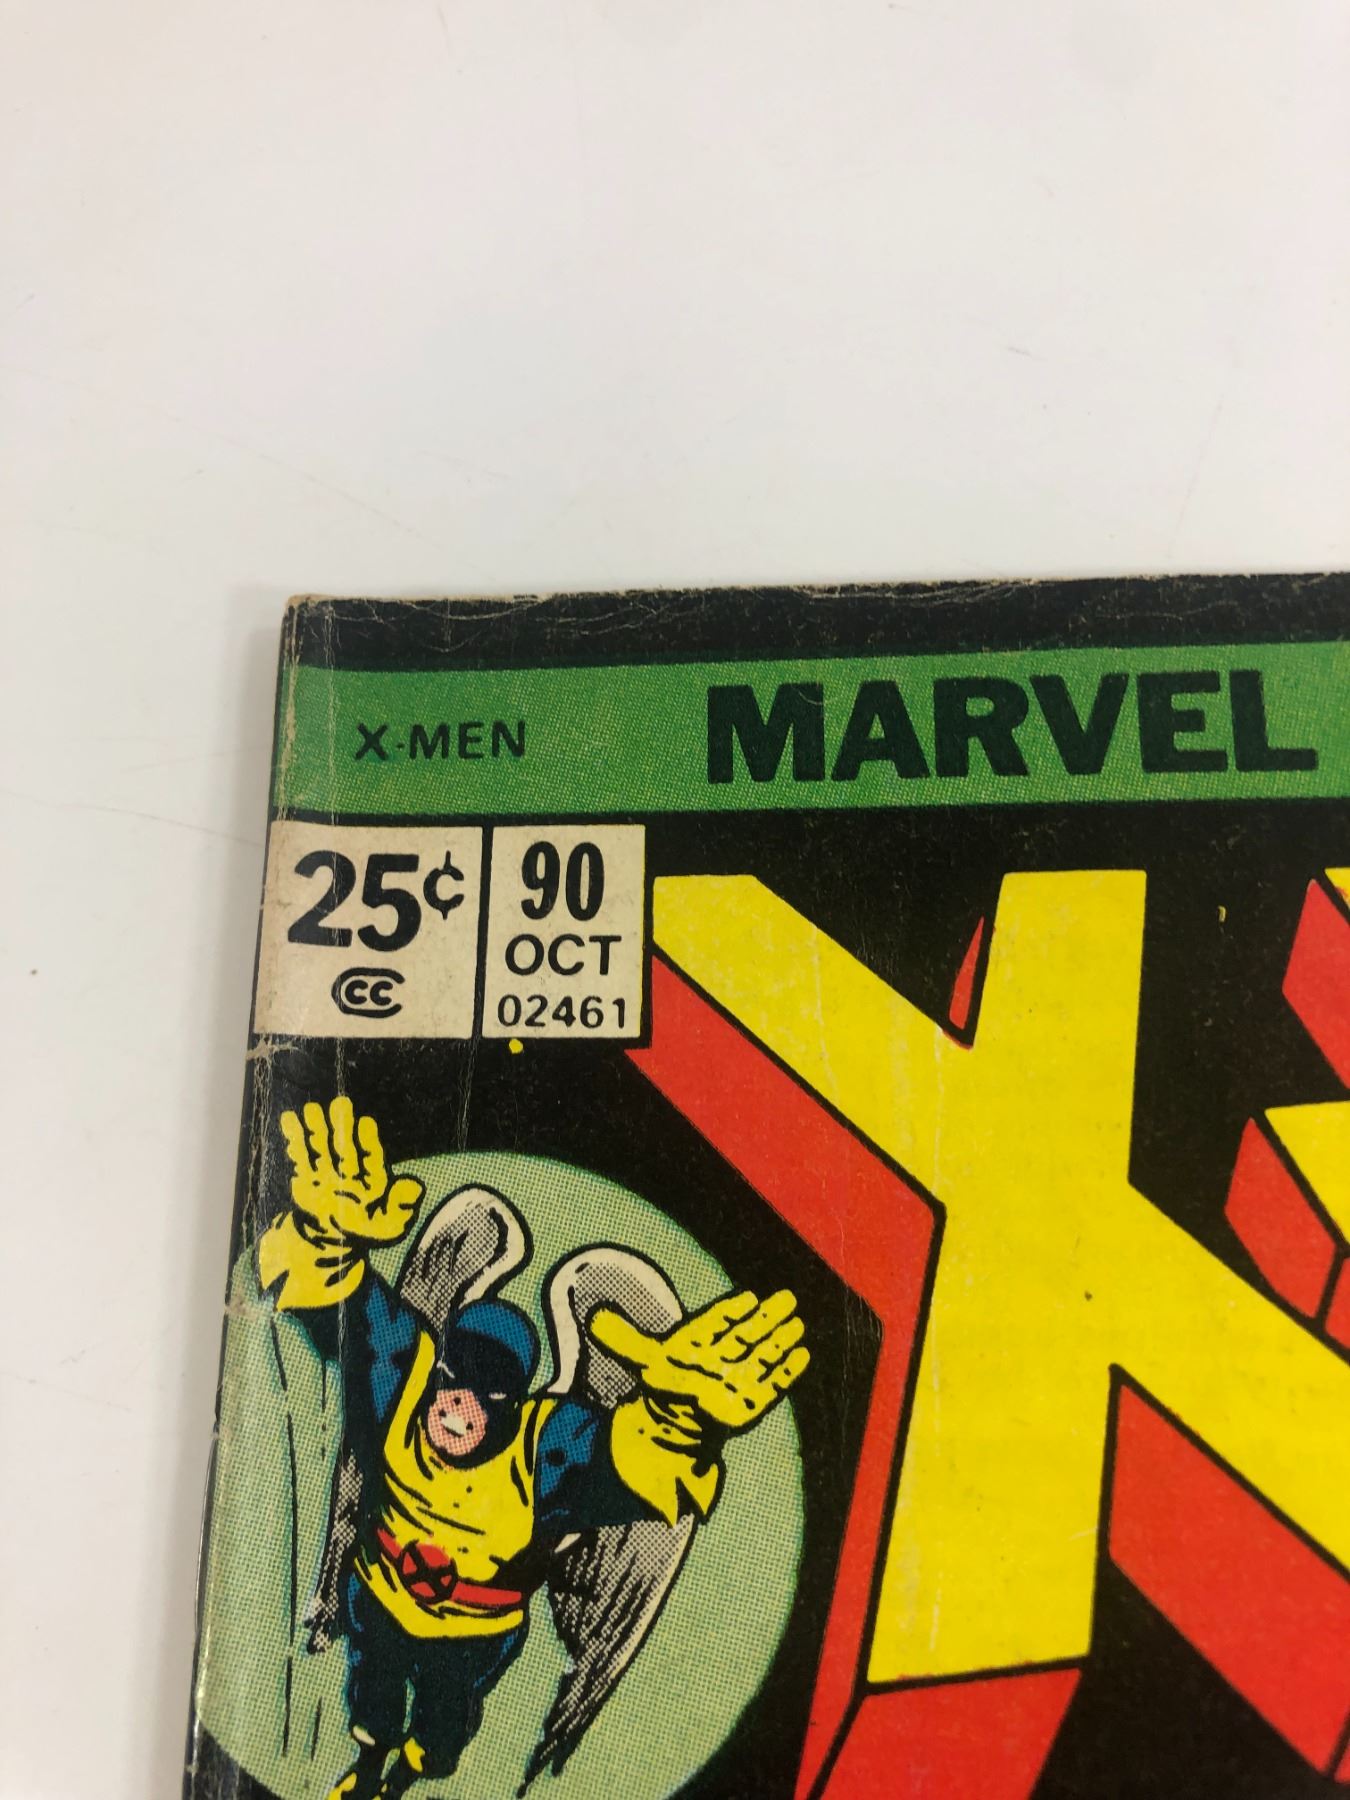 X-MEN MARVEL
25¢
CC
90
OCT
02461
X